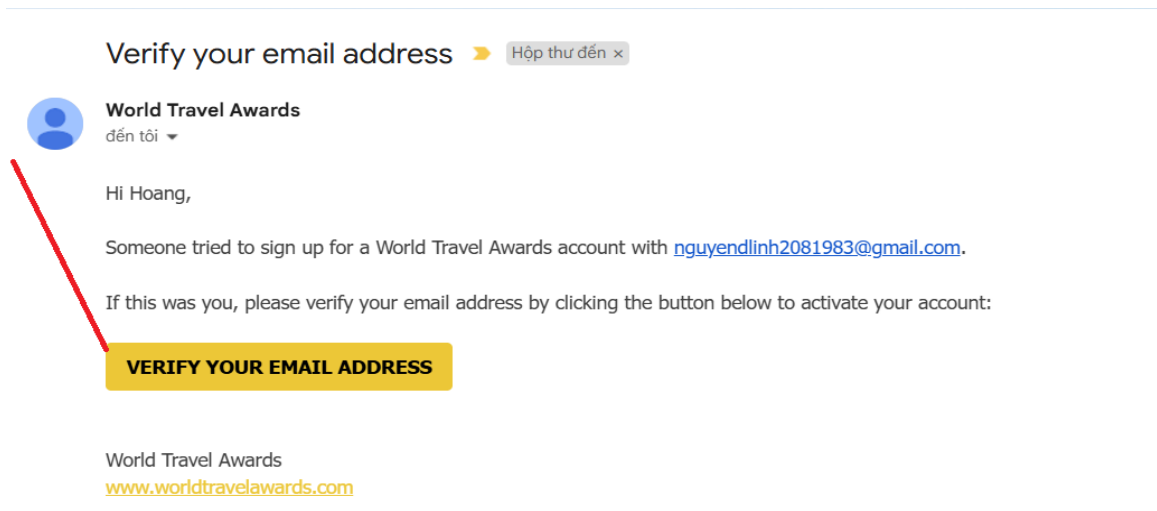 Verify your email address Hộp thư đến ×
World Travel Awards
đến tôi
Hi Hoang,
Someone tried to sign up for a World Travel Awards account with nguyendlinh2081983@gmail.com.
If this was you, please verify your email address by clicking the button below to activate your account:
VERIFY YOUR EMAIL ADDRESS
World Travel Awards
www.worldtravelawards.com